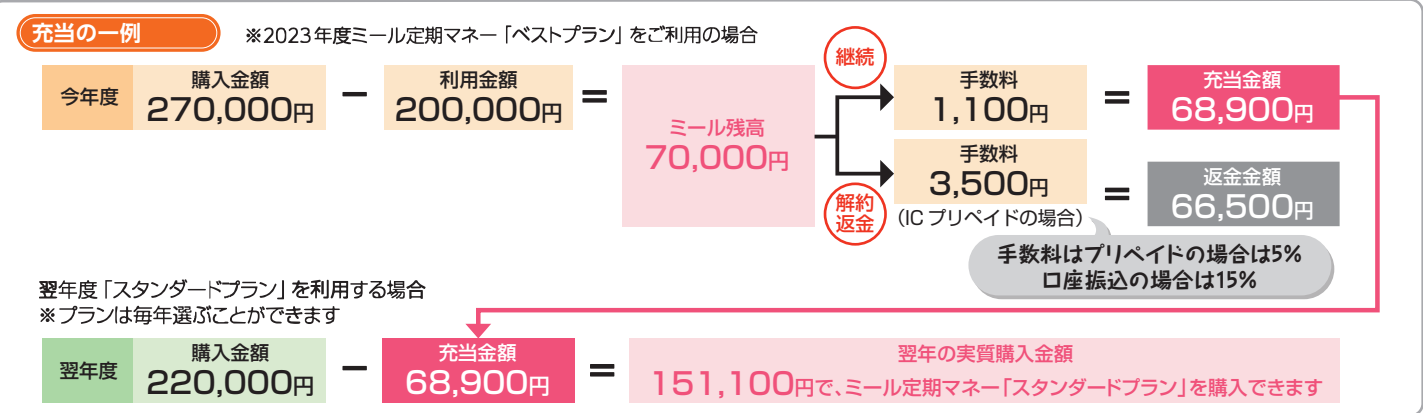 充当の一例
※2023年度ミール定期マネー「ベストプラン」をご利用の場合
今年度
購入金額
270,000円
−
利用金額
200,000円
=
ミール残高
70,000円
継続
手数料
1,100円
=
充当金額
68,900円
解約
返金
手数料
3,500円
(ICプリペイドの場合)
=
返金金額
66,500円
手数料はプリペイドの場合は5%
口座振込の場合は15%
翌年度「スタンダードプラン」を利用する場合
※プランは毎年選ぶことができます
翌年度
購入金額
220,000円
−
充当金額
68,900円
=
翌年の実質購入金額
151,100円で、ミール定期マネー「スタンダードプラン」を購入できます